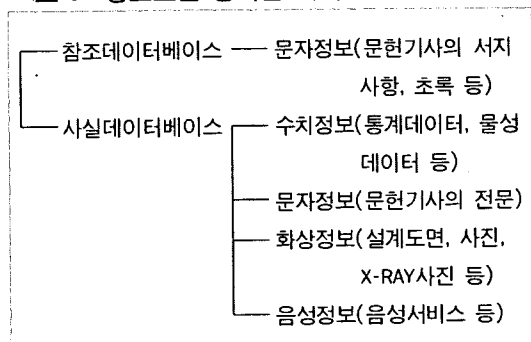 참조데이터베이스 문자정보(문헌기사의 서지
사항, 초록 등)
사실데이터베이스 수치정보(통계데이터, 물성
데이터 등)
문자정보(문헌기사의 전문)
화상정보(설계도면, 사진,
X-RAY사진 등)
음성정보(음성서비스 등)